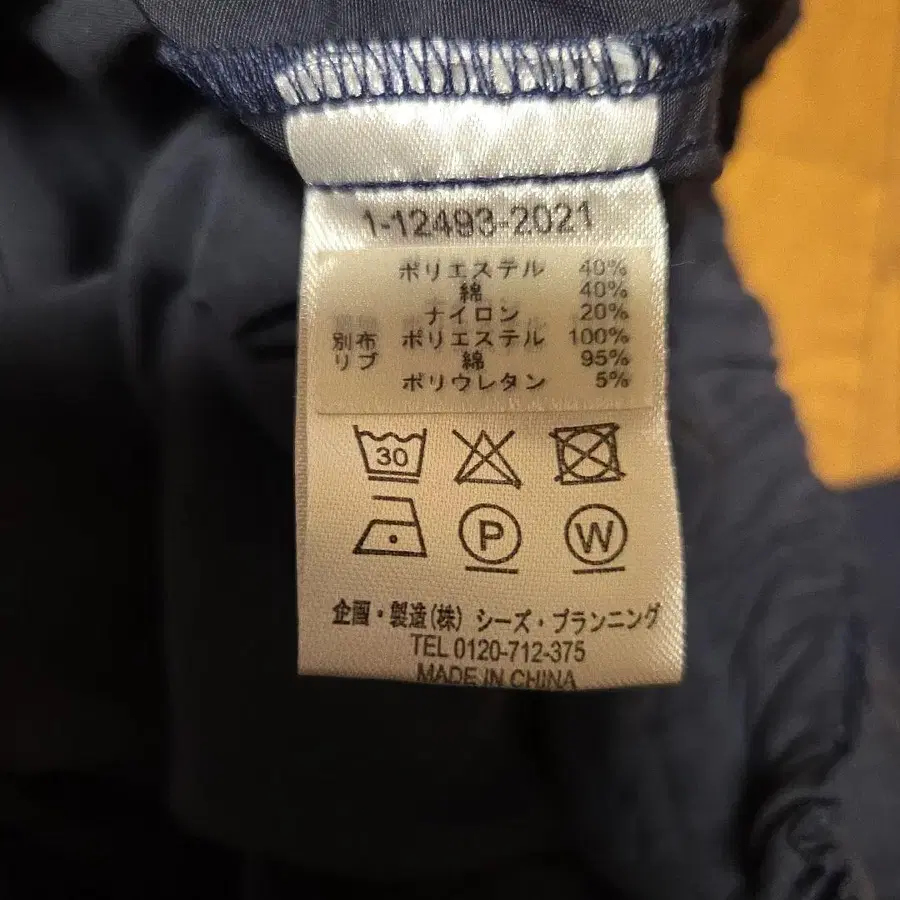 1-12493-2021
ポリエステル 40%
綿 40%
ナイロン 20%
別布 ポリエステル 100%
リブ 綿 95%
ポリウレタン 5%
30
P W
企画・製造(株) シーズ・プランニング
TEL 0120-712-375
MADE IN CHINA